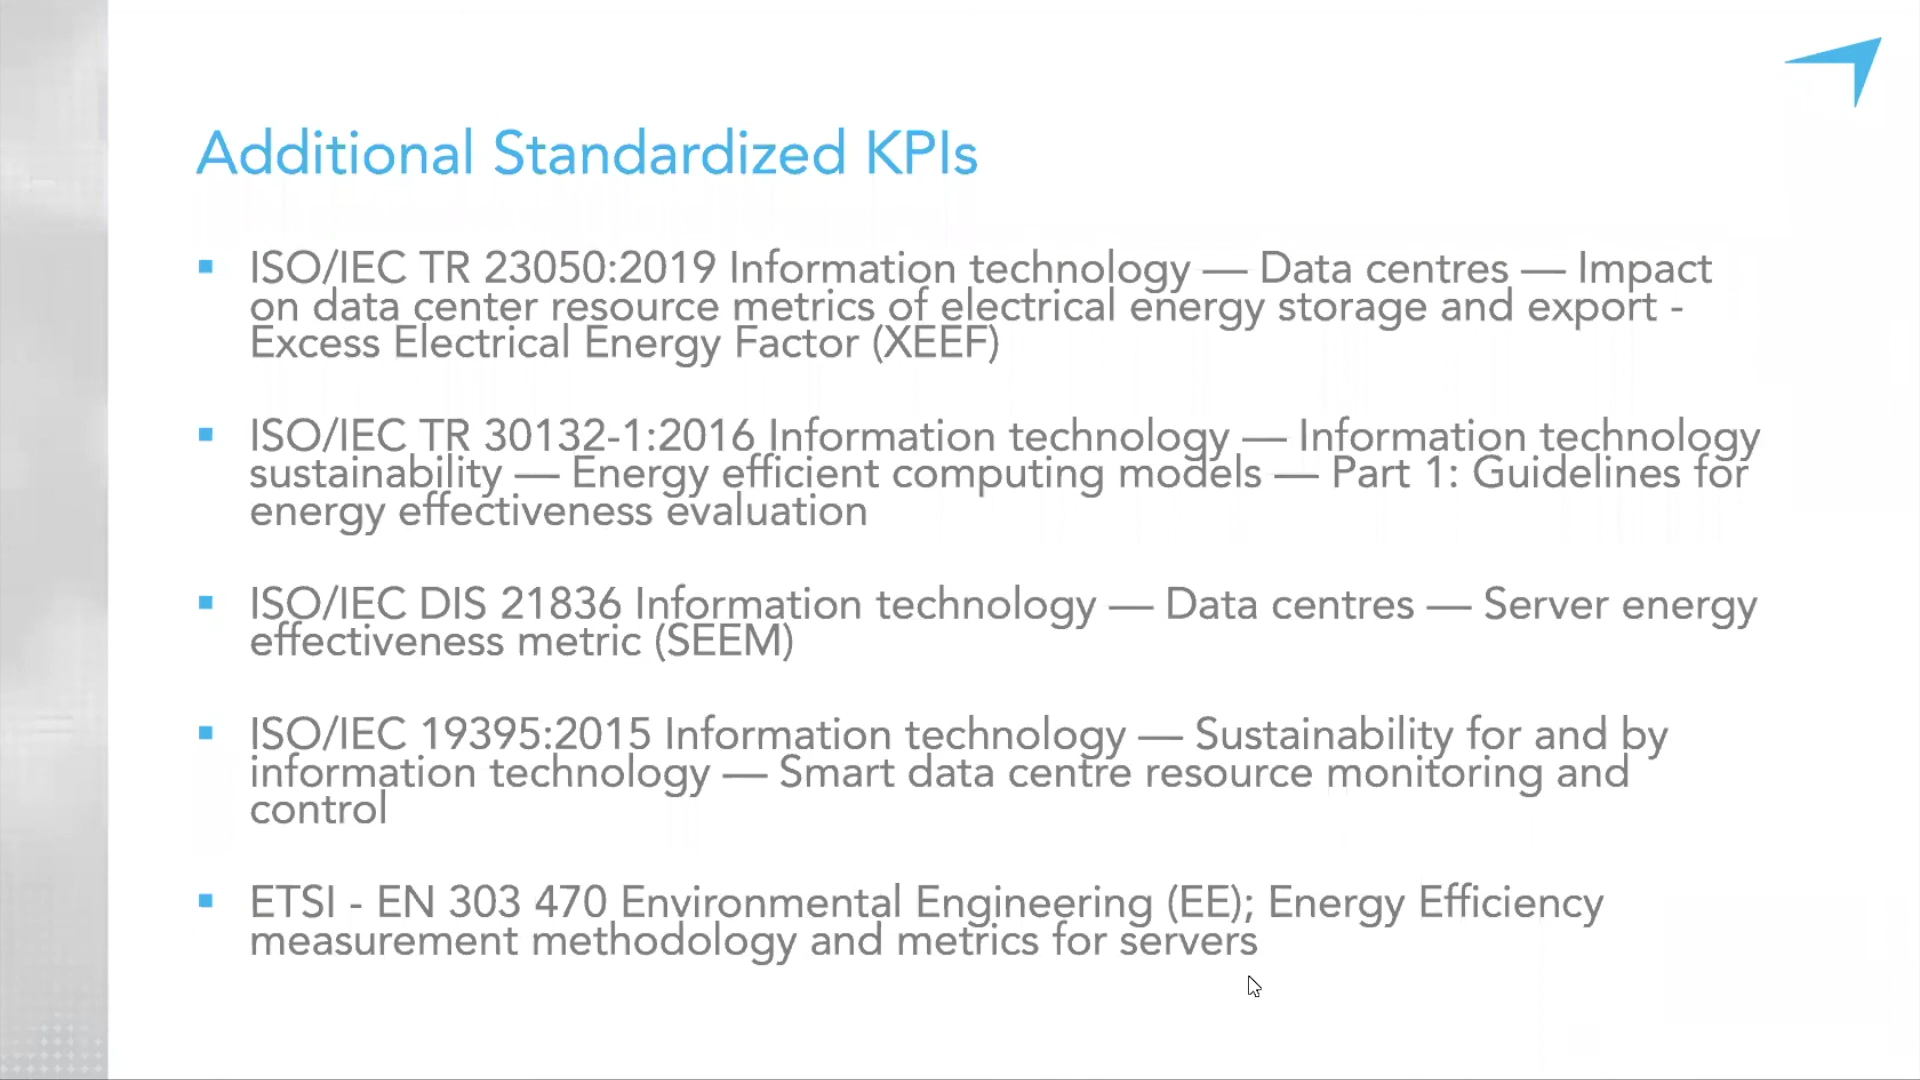 Additional Standardized KPIs
ISO/IEC TR 23050:2019 Information technology — Data centres — Impact
on data center resource metrics of electrical energy storage and export -
Excess Electrical Energy Factor (XEEF)
ISO/IEC TR 30132-1:2016 Information technology — Information technology
sustainability — Energy efficient computing models — Part 1: Guidelines for
energy effectiveness evaluation
ISO/IEC DIS 21836 Information technology — Data centres — Server energy
effectiveness metric (SEEM)
ISO/IEC 19395:2015 Information technology — Sustainability for and by
information technology — Smart data centre resource monitoring and
control
ETSI - EN 303 470 Environmental Engineering (EE); Energy Efficiency
measurement methodology and metrics for servers